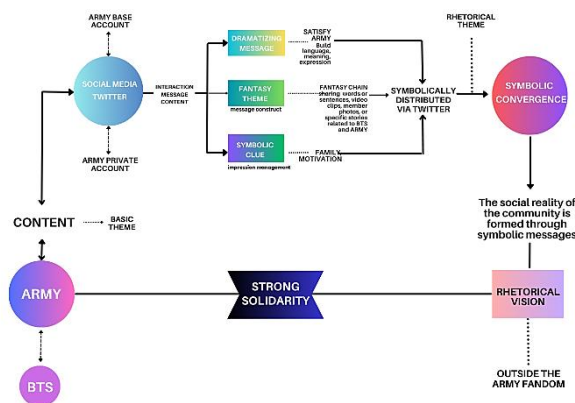 ARMY BASE
ACCOUNT
SOCIAL MEDIA
TWITTER
ARMY PRIVATE
ACCOUNT
INTERACTION
MESSAGE
CONTENT
DRAMATIZING
MESSAGE
SATISFY
ARMY
Build
language,
meaning,
expression
FANTASY
THEME
message construct
FANTASY CHAIN
sharing words or
sentences, video
clips, member
photos, or
specific stories
related to BTS
and ARMY
SYMBOLIC
CLUE
impression management
FAMILY
MOTIVATION
SYMBOLICALLY
DISTRIBUTED
VIA TWITTER
RHETORICAL
THEME
SYMBOLIC
CONVERGENCE
The social reality of
the community is
formed through
symbolic messages
CONTENT
BASIC
THEME
ARMY
STRONG
SOLIDARITY
RHETORICAL
VISION
BTS
OUTSIDE THE
ARMY FANDOM